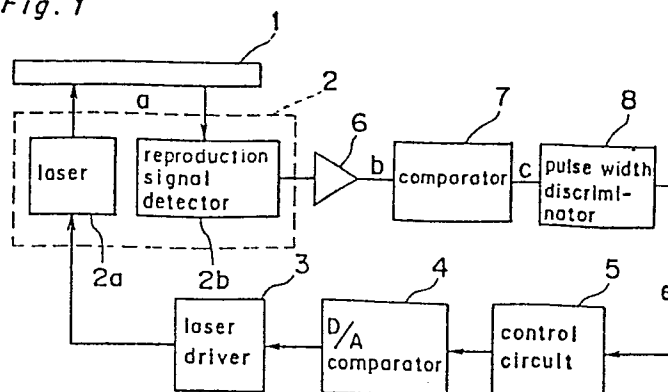 Fig. 1
1
a
2
6
7
8
laser
reproduction
signal
detector
b
comparator
c
pulse width
discrimi-
nator
2a
2b
3
4
5
e
laser
driver
D/A
comparator
control
circuit